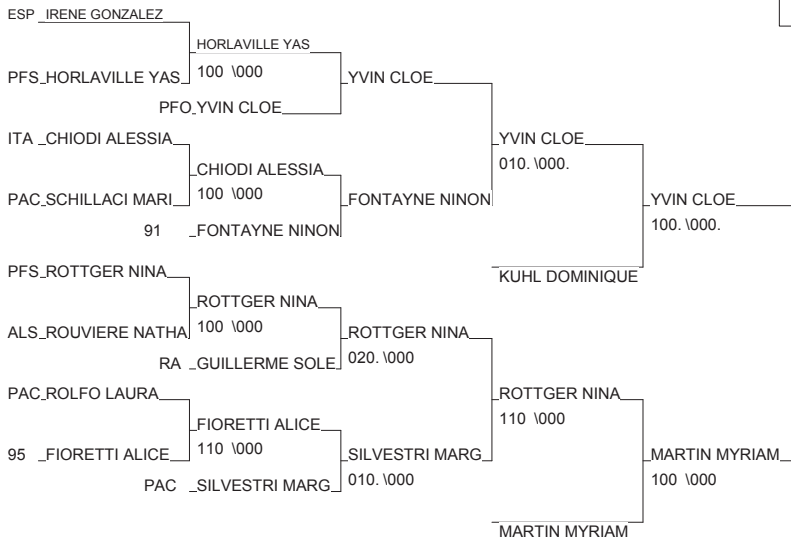 ESP IRENE GONZALEZ
HORLAVILLE YAS
PFS HORLAVILLE YAS
100 \000
YVIN CLOE
PFO YVIN CLOE
ITA CHIODI ALESSIA
YVIN CLOE
010. \000.
CHIODI ALESSIA
100 \000
PAC SCHILLACI MARI
FONTAYNE NINON
YVIN CLOE
100. \000.
91 FONTAYNE NINON
PFS ROTTGER NINA
KUHL DOMINIQUE
ROTTGER NINA
100 \000
ALS ROUVIERE NATHA
ROTTGER NINA
020. \000
RA GUILLERME SOLE
PAC ROLFO LAURA
ROTTGER NINA
110 \000
FIORETTI ALICE
110 \000
95 FIORETTI ALICE
SILVESTRI MARG
010. \000
MARTIN MYRIAM
100 \000
PAC SILVESTRI MARG
MARTIN MYRIAM